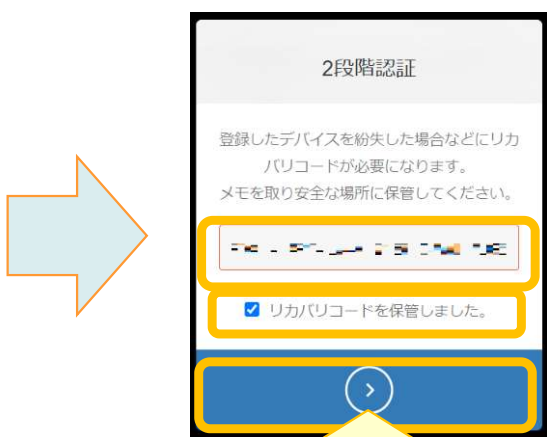 2段階認証
登録したデバイスを紛失した場合などにリカ
バリコードが必要になります。
メモを取り安全な場所に保管してください。
リカバリコードを保管しました。